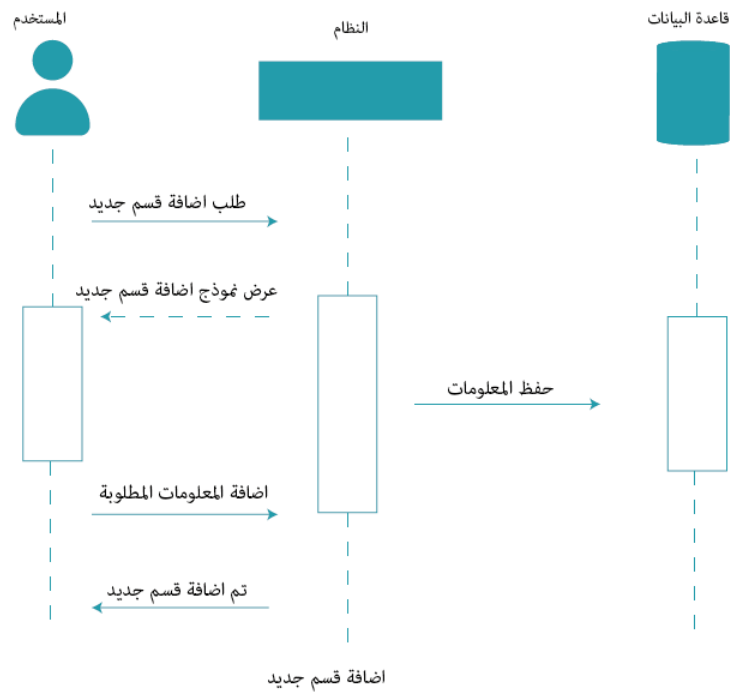 المستخدم
النظام
قاعدة البيانات
طلب اضافة قسم جديد
عرض نموذج اضافة قسم جديد
حفظ المعلومات
اضافة المعلومات المطلوبة
تم اضافة قسم جديد
اضافة قسم جديد